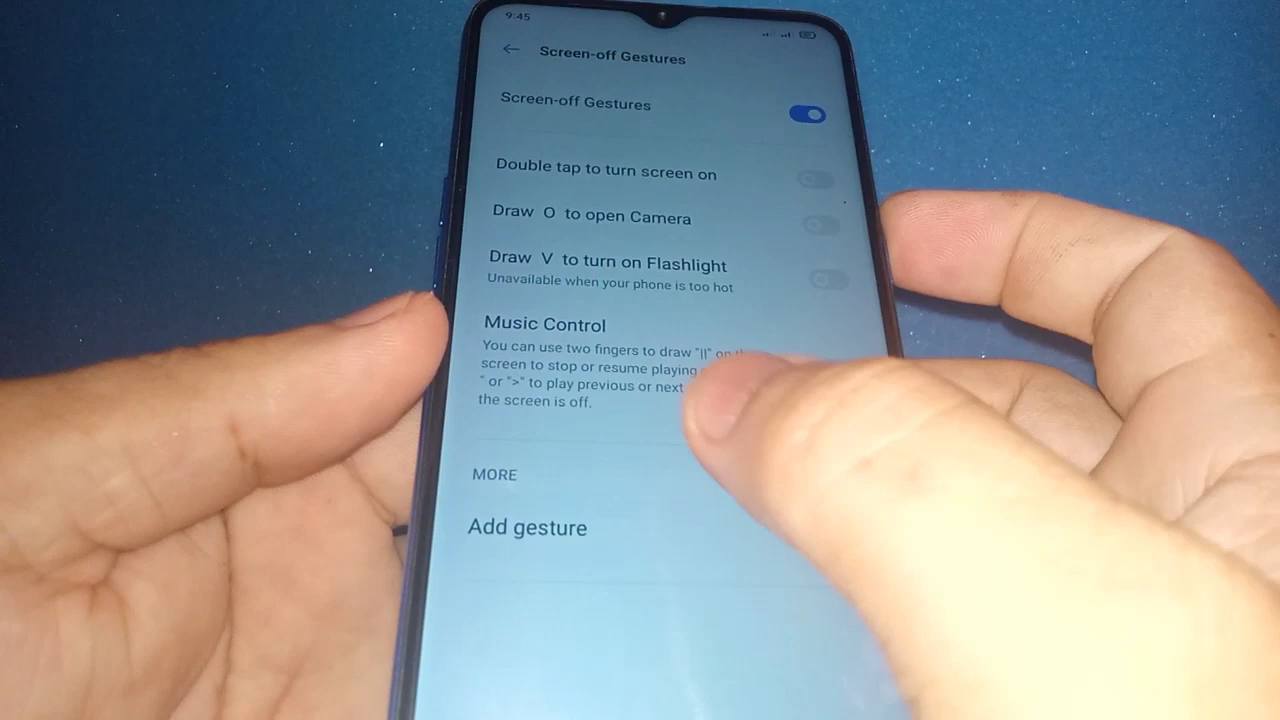 9:45
Screen-off Gestures
Screen-off Gestures
Double tap to turn screen on
Draw O to open Camera
Draw V to turn on Flashlight
Unavailable when your phone is too hot
Music Control
You can use two fingers to draw "||" on
screen to stop or resume playing
" or ">" to play previous or next
the screen is off.
MORE
Add gesture